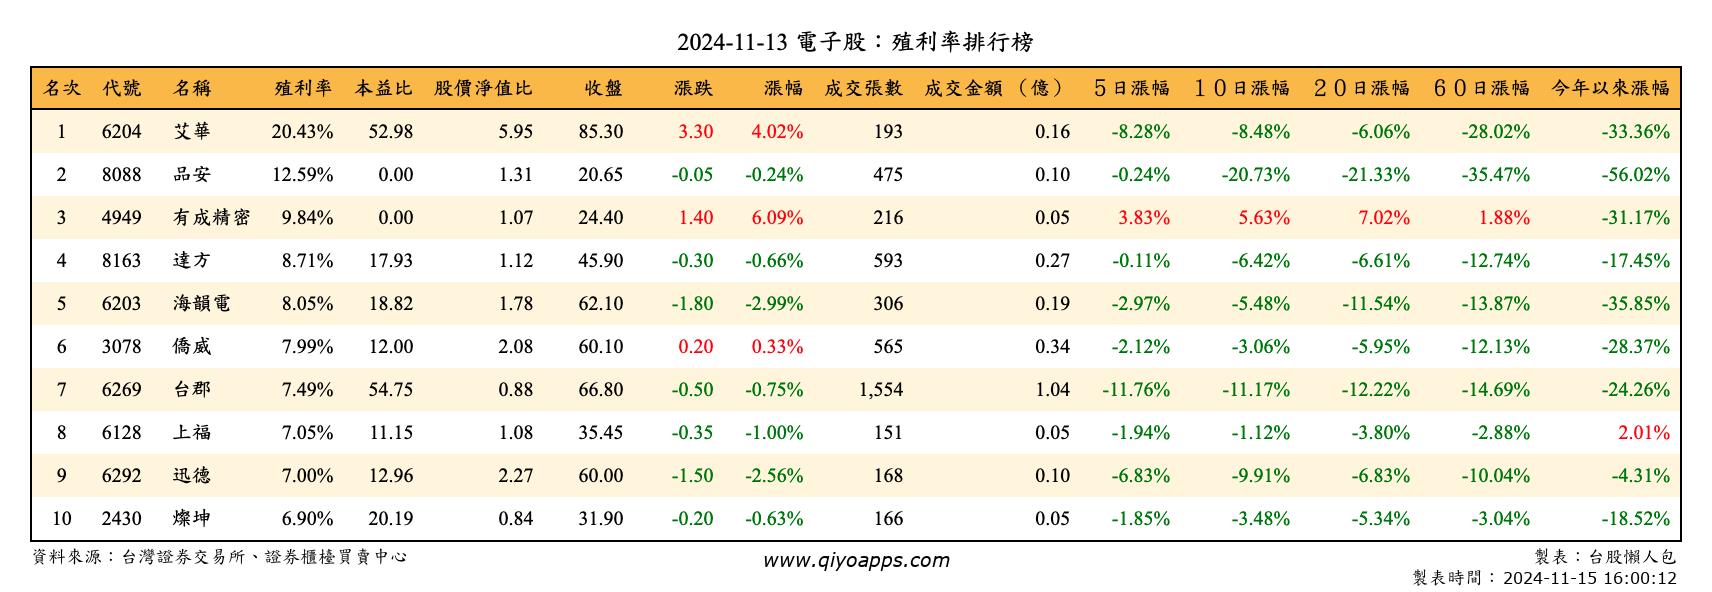 2024-11-13 電子股：殖利率排行榜
名次 代號 名稱 殖利率 本益比 股價淨值比 收盤 漲跌 漲幅 成交張數 成交金額（億） ５日漲幅 １０日漲幅 ２０日漲幅 ６０日漲幅 今年以來漲幅
1 6204 艾華 20.43% 52.98 5.95 85.30 3.30 4.02% 193 0.16 -8.28% -8.48% -6.06% -28.02% -33.36%
2 8088 品安 12.59% 0.00 1.31 20.65 -0.05 -0.24% 475 0.10 -0.24% -20.73% -21.33% -35.47% -56.02%
3 4949 有成精密 9.84% 0.00 1.07 24.40 1.40 6.09% 216 0.05 3.83% 5.63% 7.02% 1.88% -31.17%
4 8163 達方 8.71% 17.93 1.12 45.90 -0.30 -0.66% 593 0.27 -0.11% -6.42% -6.61% -12.74% -17.45%
5 6203 海韻電 8.05% 18.82 1.78 62.10 -1.80 -2.99% 306 0.19 -2.97% -5.48% -11.54% -13.87% -35.85%
6 3078 僑威 7.99% 12.00 2.08 60.10 0.20 0.33% 565 0.34 -2.12% -3.06% -5.95% -12.13% -28.37%
7 6269 台郡 7.49% 54.75 0.88 66.80 -0.50 -0.75% 1,554 1.04 -11.76% -11.17% -12.22% -14.69% -24.26%
8 6128 上福 7.05% 11.15 1.08 35.45 -0.35 -1.00% 151 0.05 -1.94% -1.12% -3.80% -2.88% 2.01%
9 6292 迅德 7.00% 12.96 2.27 60.00 -1.50 -2.56% 168 0.10 -6.83% -9.91% -6.83% -10.04% -4.31%
10 2430 燦坤 6.90% 20.19 0.84 31.90 -0.20 -0.63% 166 0.05 -1.85% -3.48% -5.34% -3.04% -18.52%
資料來源：台灣證券交易所、證券櫃檯買賣中心 www.qiyoapps.com 製表：台股懶人包
製表時間：2024-11-15 16:00:12